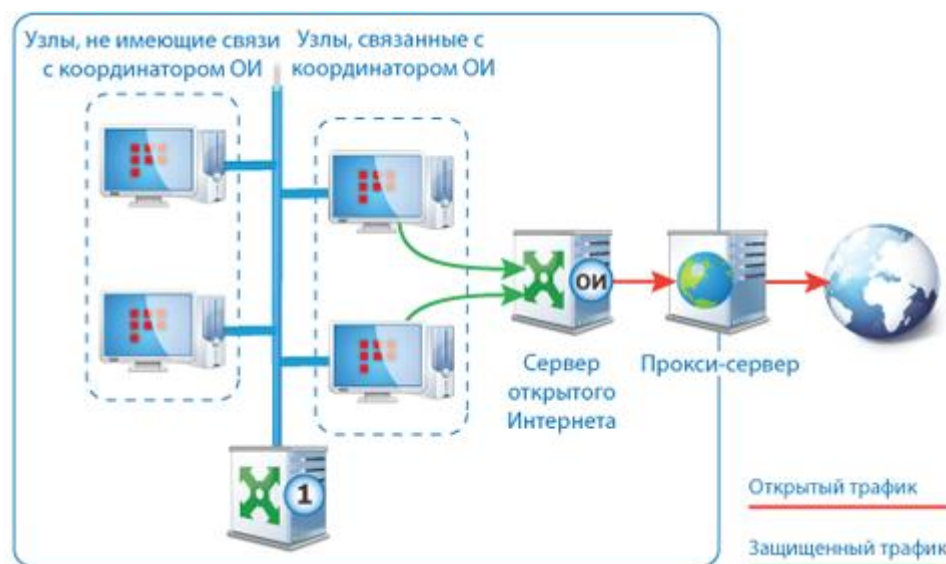 Узлы, не имеющие связи
с координатором ОИ
Узлы, связанные с
координатором ОИ
ОИ
Сервер
открытого
Интернета
Прокси-сервер
1
Открытый трафик
Защищенный трафик